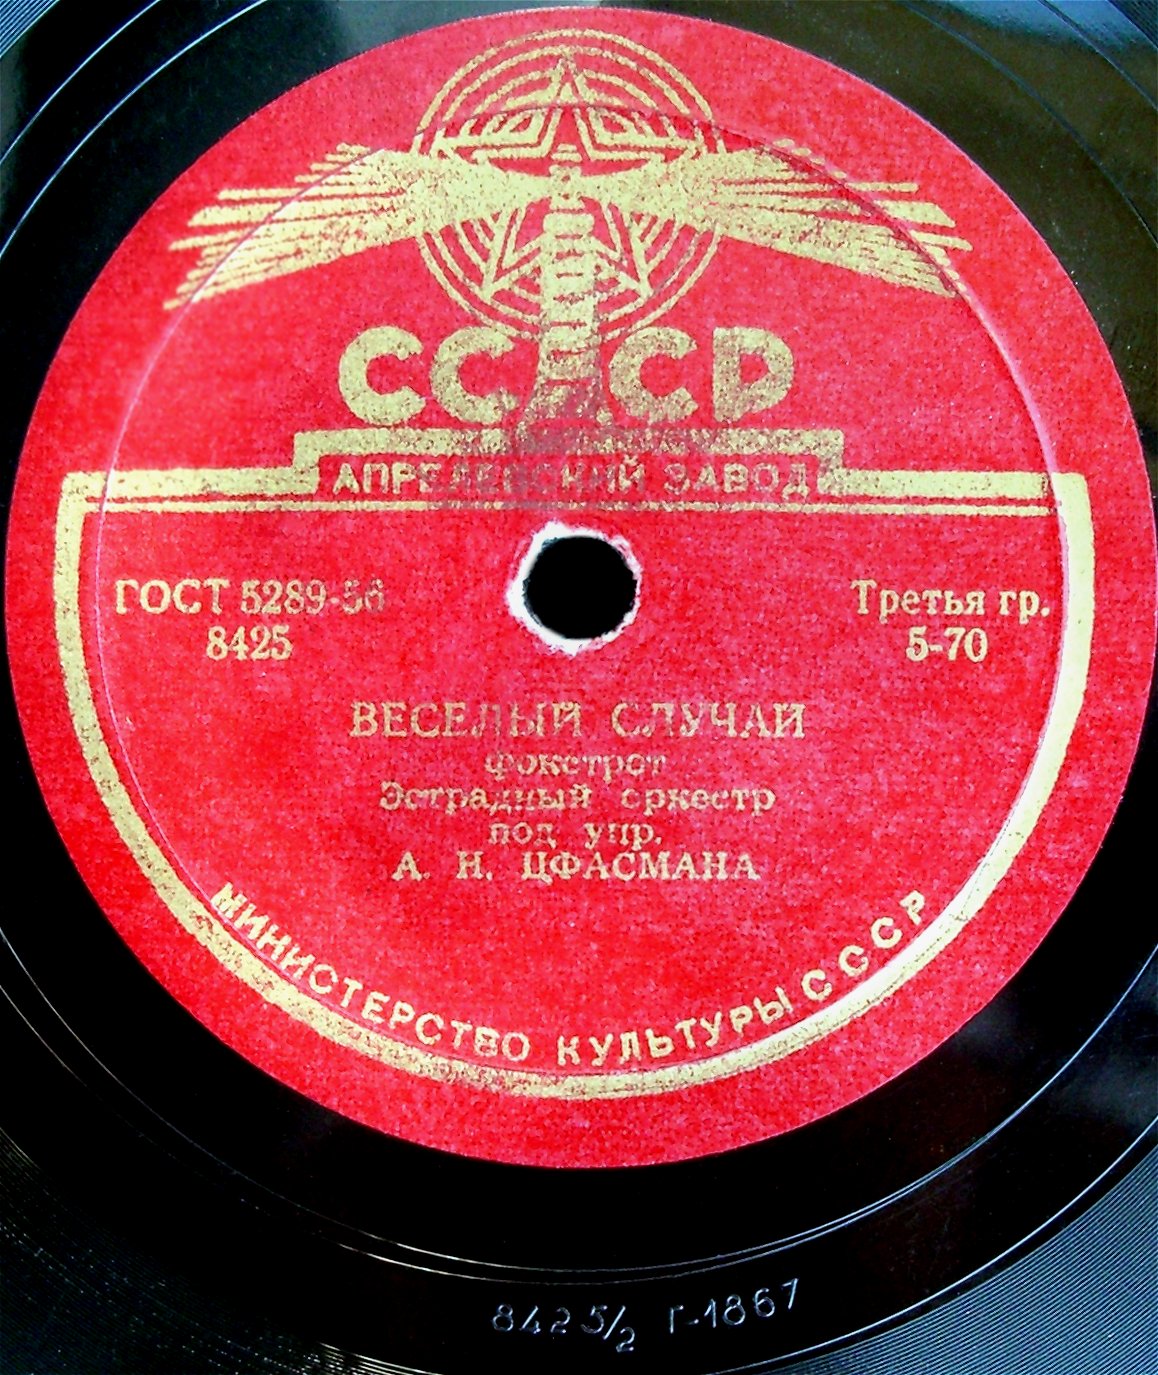 СССР
АПРЕЛЕВСКИЙ ЗАВОД
ГОСТ 5289-56
8425
Третья гр.
5-70
ВЕСЕЛЫЙ СЛУЧАЙ
Фокстрот
Эстрадный оркестр
под упр.
А. Н. ЦФАСМАНА
МИНИСТЕРСТВО КУЛЬТУРЫ СССР
8425/2 Г-1867